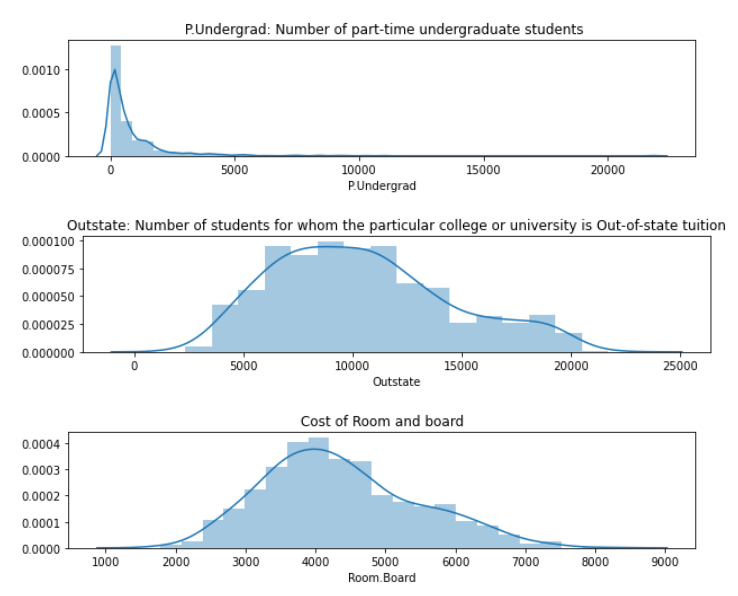 P.Undergrad: Number of part-time undergraduate students
0.0010
0.0005
0.0000
0 5000 10000 15000 20000
P.Undergrad
Outstate: Number of students for whom the particular college or university is Out-of-state tuition
0.000100
0.000075
0.000050
0.000025
0.000000
0 5000 10000 15000 20000 25000
Outstate
Cost of Room and board
0.0004
0.0003
0.0002
0.0001
0.0000
1000 2000 3000 4000 5000 6000 7000 8000 9000
Room.Board